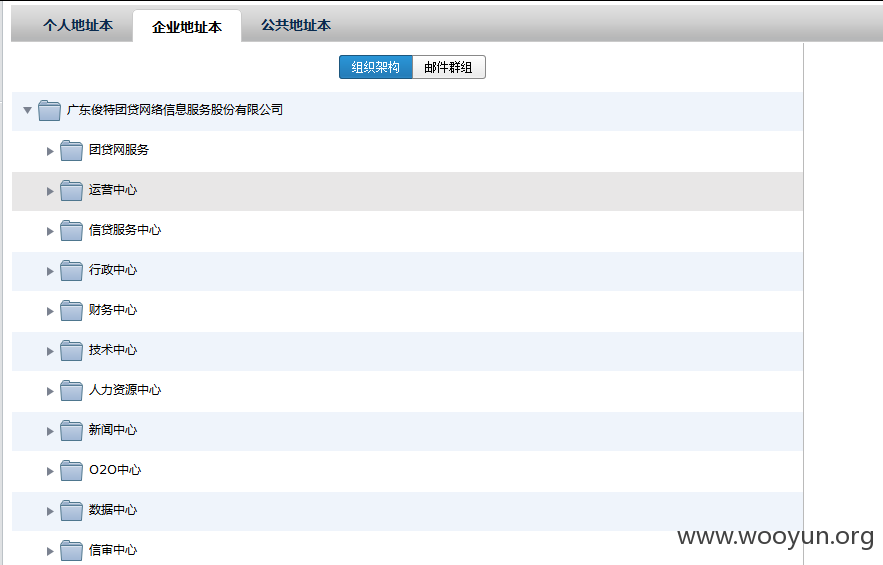 个人地址本 企业地址本 公共地址本
组织架构 邮件群组
广东俊特团贷网络信息服务股份有限公司
团贷网服务
运营中心
信贷服务中心
行政中心
财务中心
技术中心
人力资源中心
新闻中心
O2O中心
数据中心
信审中心
www.wooyun.org